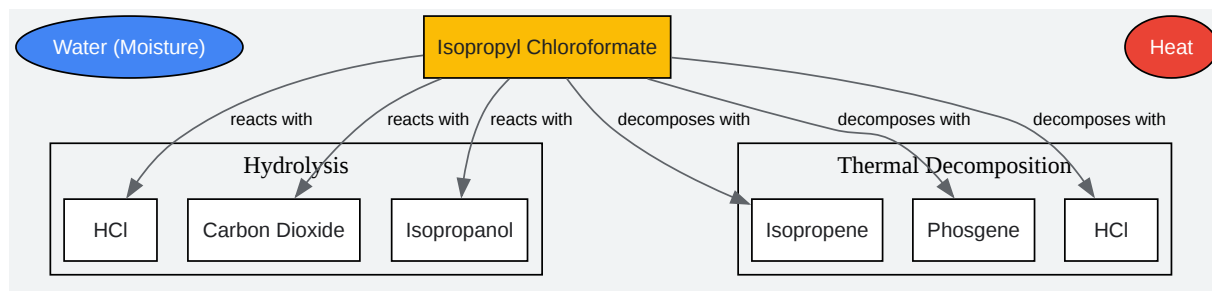 Water (Moisture)
Isopropyl Chloroformate
Heat
reacts with
reacts with
reacts with
decomposes with
decomposes with
decomposes with
Hydrolysis
Thermal Decomposition
HCl
Carbon Dioxide
Isopropanol
Isopropene
Phosgene
HCl